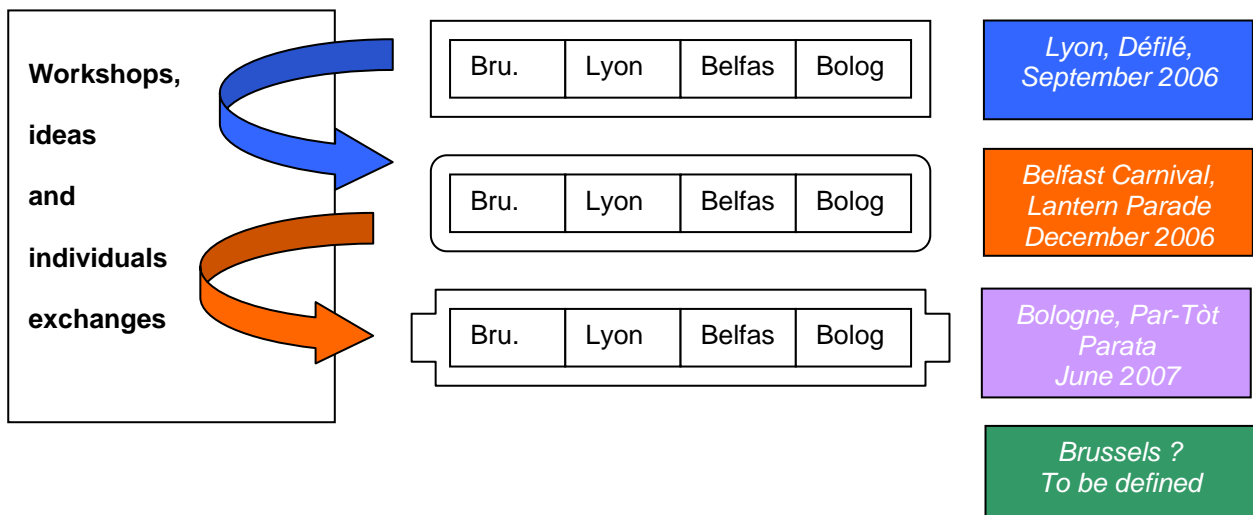 Workshops,
ideas
and
individuals
exchanges
Bru. Lyon Belfas Bolog
Lyon, Défilé,
September 2006
Bru. Lyon Belfas Bolog
Belfast Carnival,
Lantern Parade
December 2006
Bru. Lyon Belfas Bolog
Bologne, Par-Tòt
Parata
June 2007
Brussels ?
To be defined